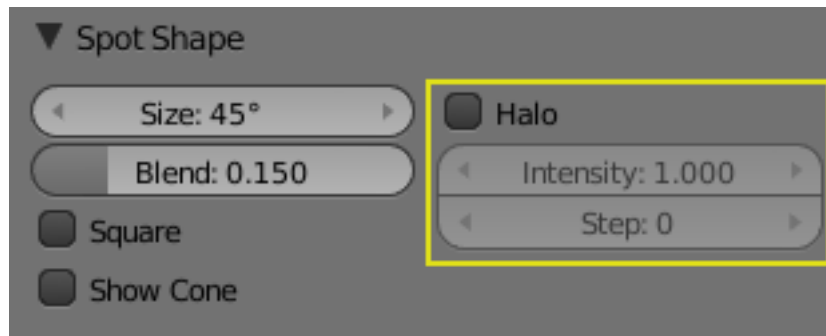 Spot Shape
Size: 45°
Blend: 0.150
Square
Show Cone
Halo
Intensity: 1.000
Step: 0